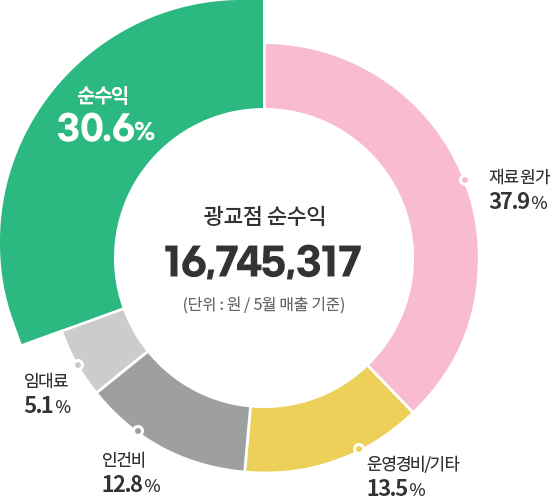 순수익
30.6%
재료 원가
37.9%
광교점 순수익
16,745,317
(단위 : 원 / 5월 매출 기준)
임대료
5.1%
인건비
12.8%
운영경비/기타
13.5%